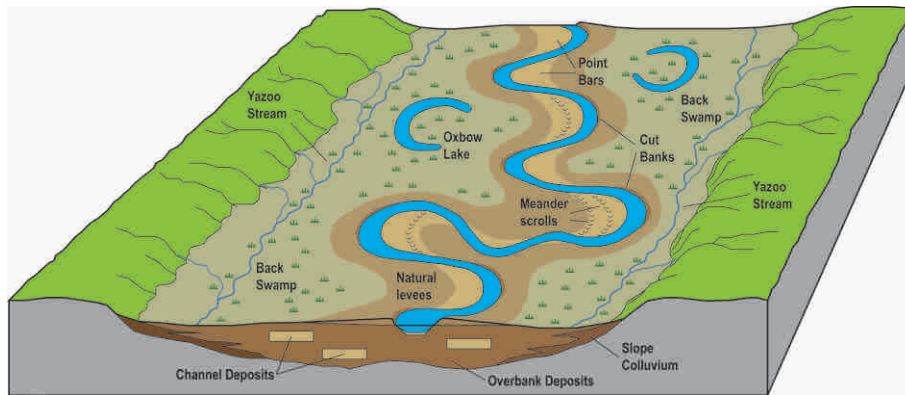 Point
Bars
Yazoo
Stream
Back
Swamp
Oxbow
Lake
Cut
Banks
Meander
scrolls
Yazoo
Stream
Back
Swamp
Natural
levees
Slope
Colluvium
Channel Deposits
Overbank Deposits